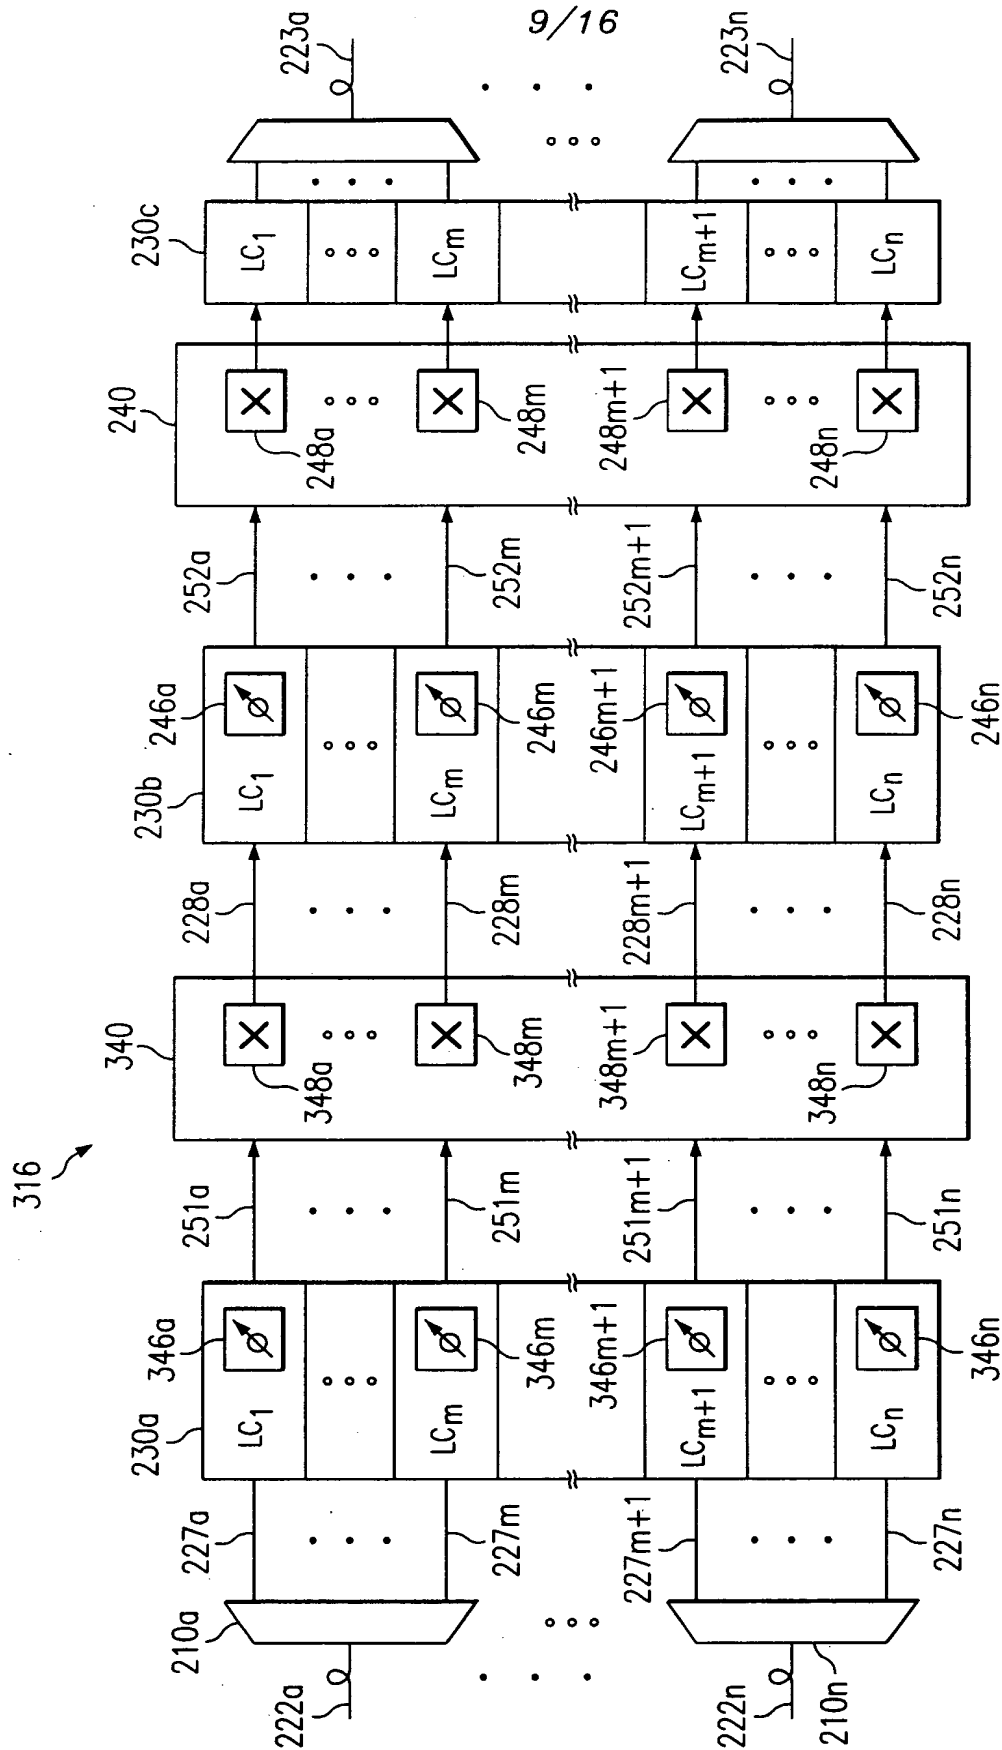 9/16
316
222a
210a
222n
210n
227a
227m
227m+1
227n
230a
LC1
346a
LCm
346m
LCm+1
346m+1
LCn
346n
251a
251m
251m+1
251n
340
348a
348m
348m+1
348n
228a
228m
228m+1
228n
230b
LC1
246a
LCm
246m
LCm+1
246m+1
LCn
246n
252a
252m
252m+1
252n
240
248a
248m
248m+1
248n
230c
LC1
LCm
LCm+1
LCn
223a
223n